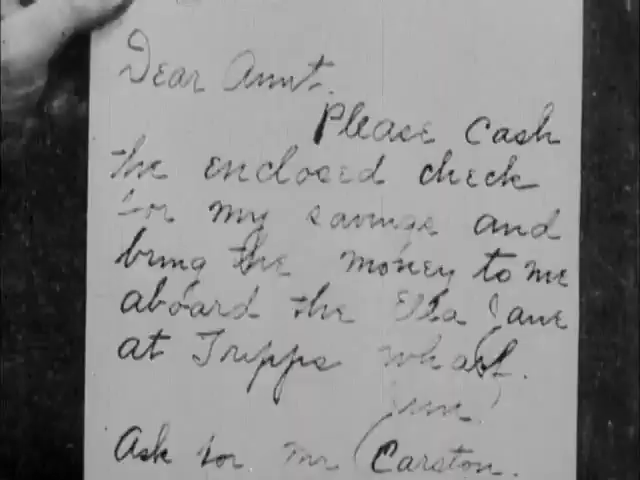 Dear Aunt.
Please Cash
the enclosed check
for my savings and
bring the money to me
aboard the Ella Jane
at Tripps wharf.
Ask for Mr Carston.